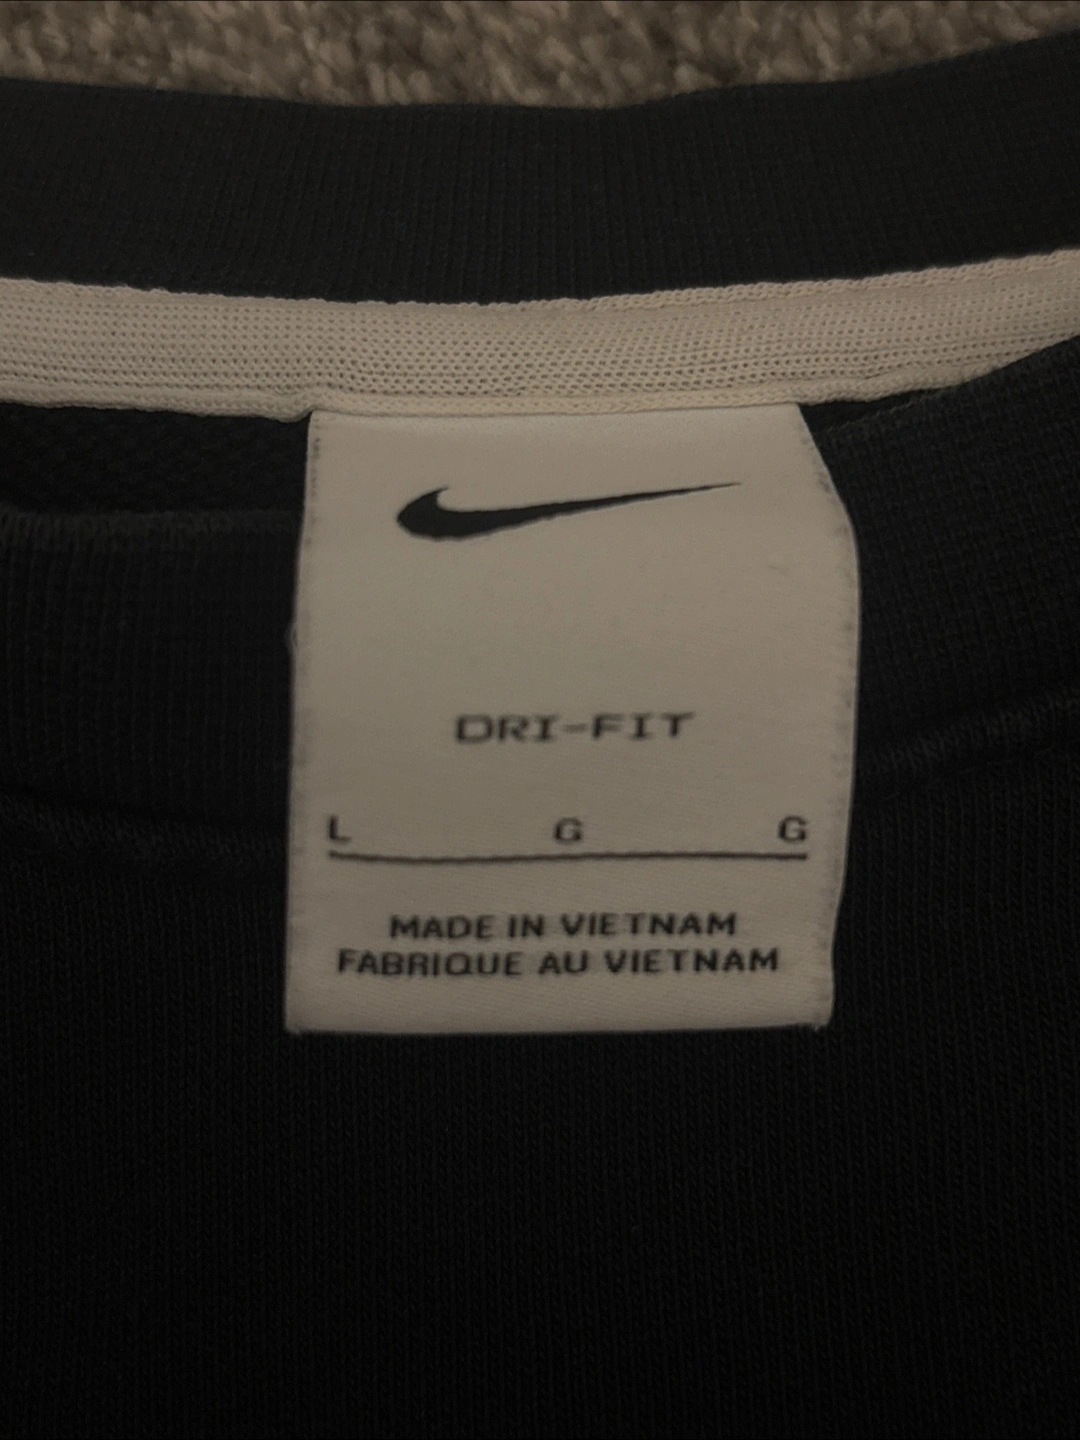 DRI-FIT
L G G
MADE IN VIETNAM
FABRIQUE AU VIETNAM